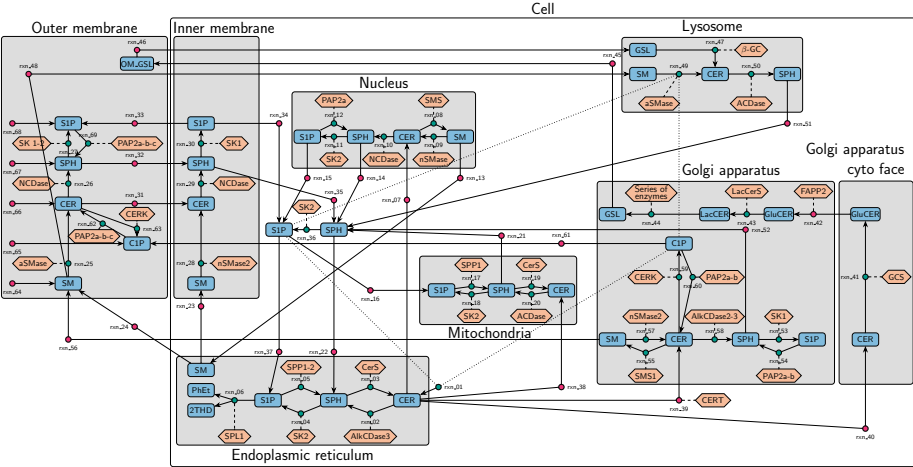 Cell
Outer membrane
Inner membrane
Lysosome
rxn_46
OM_GSL
rxn_48
rxn_45
GSL
rxn_47
β-GC
SM
rxn_49
CER
rxn_50
SPH
aSMase
ACDase
rxn_51
Nucleus
PAP2a
rxn_12
SMS
rxn_08
S1P
SPH
CER
SM
rxn_11
rxn_10
rxn_09
SK2
NCDase
nSMase
rxn_15
rxn_14
rxn_13
rxn_07
S1P
rxn_33
S1P
rxn_34
rxn_68
SK 1-2
rxn_69
PAP2a-b-c
rxn_27
rxn_30
SK1
SPH
rxn_32
SPH
rxn_67
NCDase
rxn_26
rxn_29
NCDase
rxn_35
CER
rxn_31
CER
rxn_66
CERK
rxn_62
rxn_63
PAP2a-b-c
C1P
rxn_65
aSMase
rxn_25
rxn_28
nSMase2
SM
SM
rxn_64
rxn_23
rxn_24
rxn_56
SK2
S1P
rxn_36
SPH
rxn_21
rxn_61
rxn_16
SPP1
rxn_17
CerS
rxn_19
S1P
SPH
CER
rxn_18
rxn_20
SK2
ACDase
Mitochondria
Golgi apparatus
Golgi apparatus
cyto face
Series of
enzymes
LacCerS
FAPP2
GSL
rxn_44
LacCER
rxn_43
GluCER
rxn_42
GluCER
rxn_52
C1P
rxn_59
CERK
PAP2a-b
rxn_60
rxn_41
GCS
nSMase2
AlkCDase2-3
SK1
SM
rxn_57
CER
rxn_58
SPH
rxn_53
S1P
CER
rxn_55
rxn_54
SMS1
PAP2a-b
rxn_37
rxn_22
SM
PhEt
rxn_06
2THD
SPP1-2
rxn_05
CerS
rxn_03
rxn_01
rxn_38
S1P
SPH
CER
rxn_04
rxn_02
SPL1
SK2
AlkCDase3
CERT
rxn_39
rxn_40
Endoplasmic reticulum